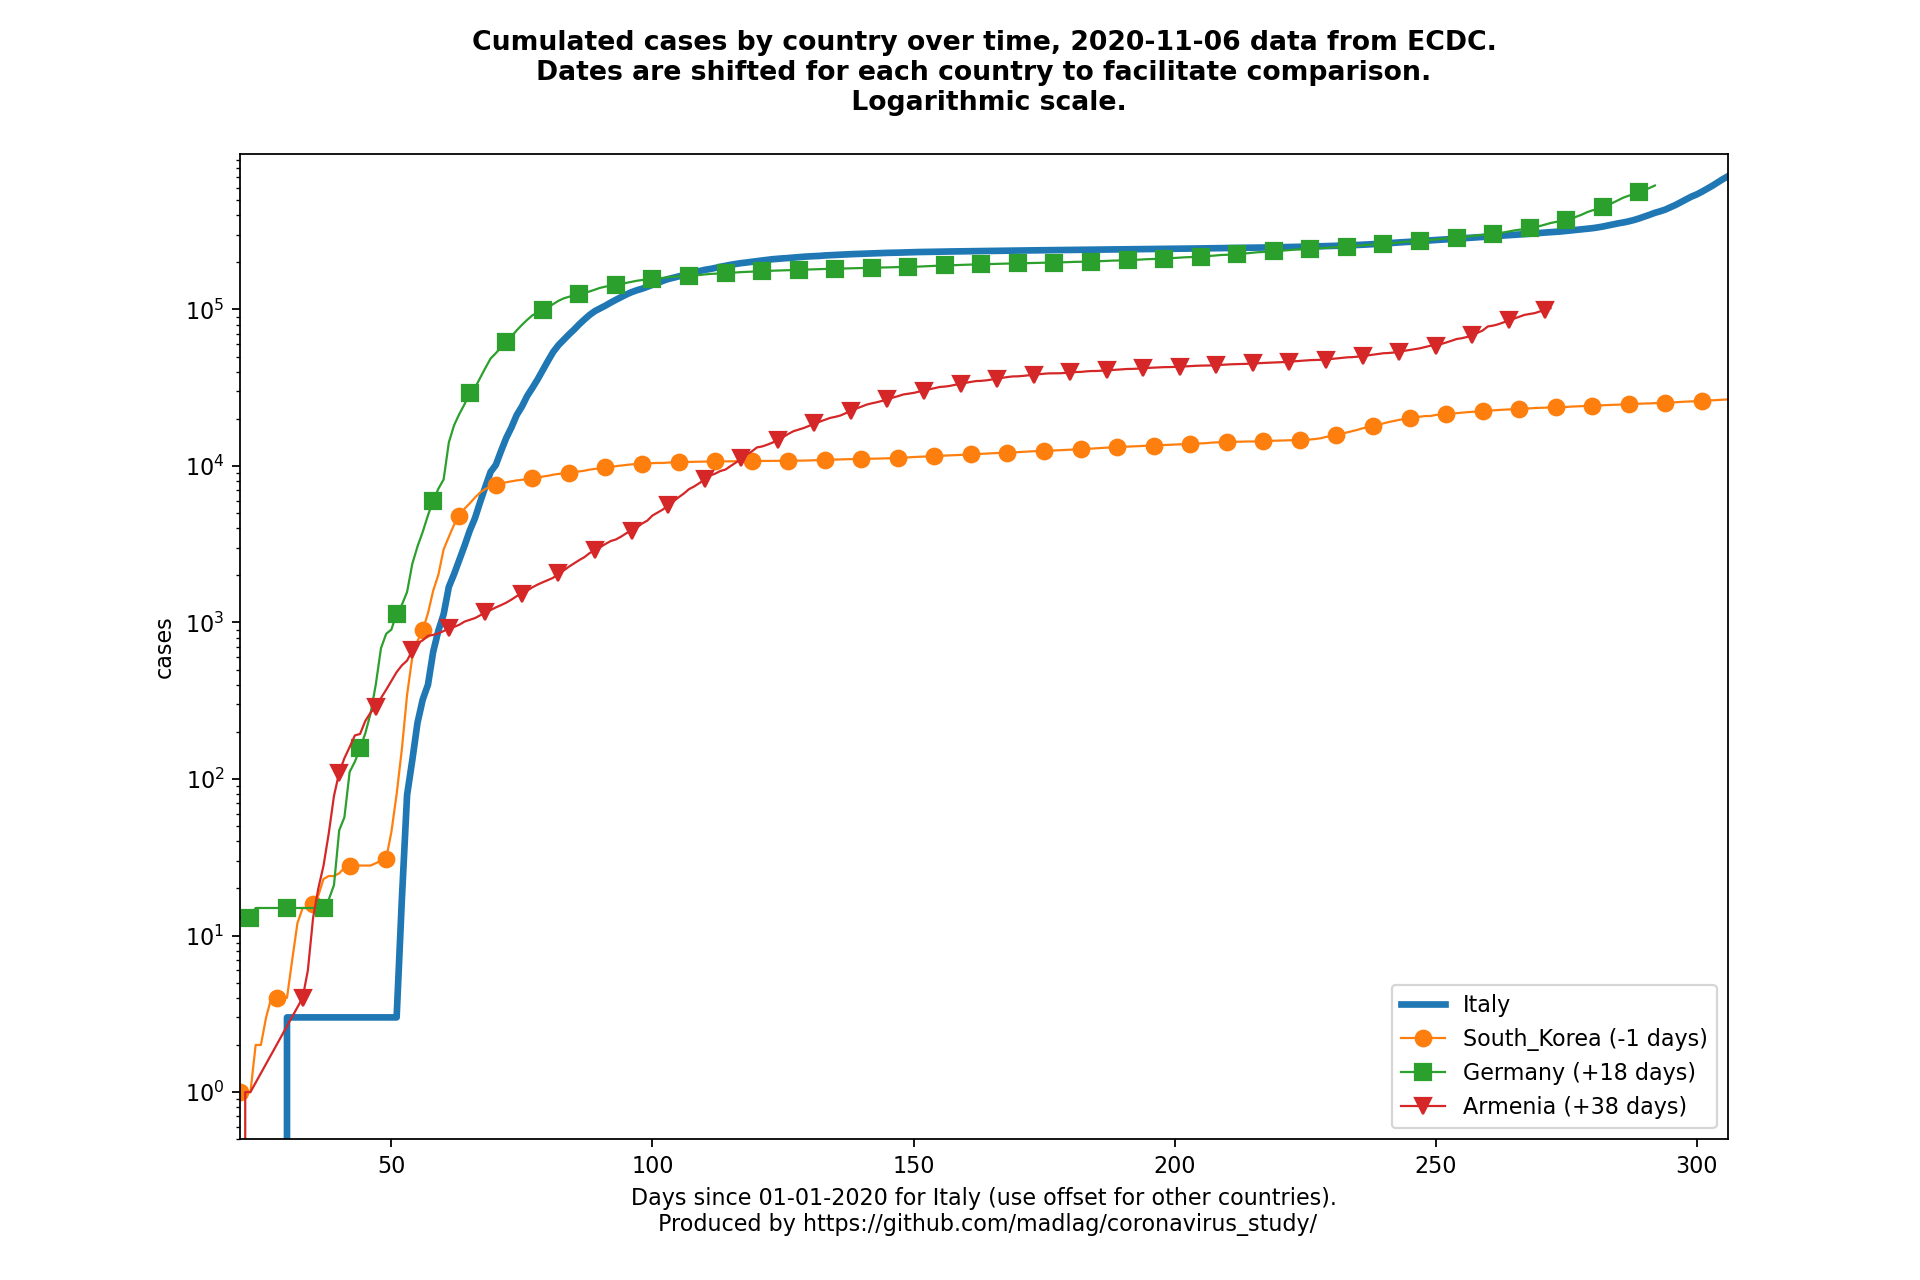 Cumulated cases by country over time, 2020-11-06 data from ECDC.
Dates are shifted for each country to facilitate comparison.
Logarithmic scale.
cases
10^5
10^4
10^3
10^2
10^1
10^0
50 100 150 200 250 300
Italy
South_Korea (-1 days)
Germany (+18 days)
Armenia (+38 days)
Days since 01-01-2020 for Italy (use offset for other countries).
Produced by https://github.com/madlag/coronavirus_study/